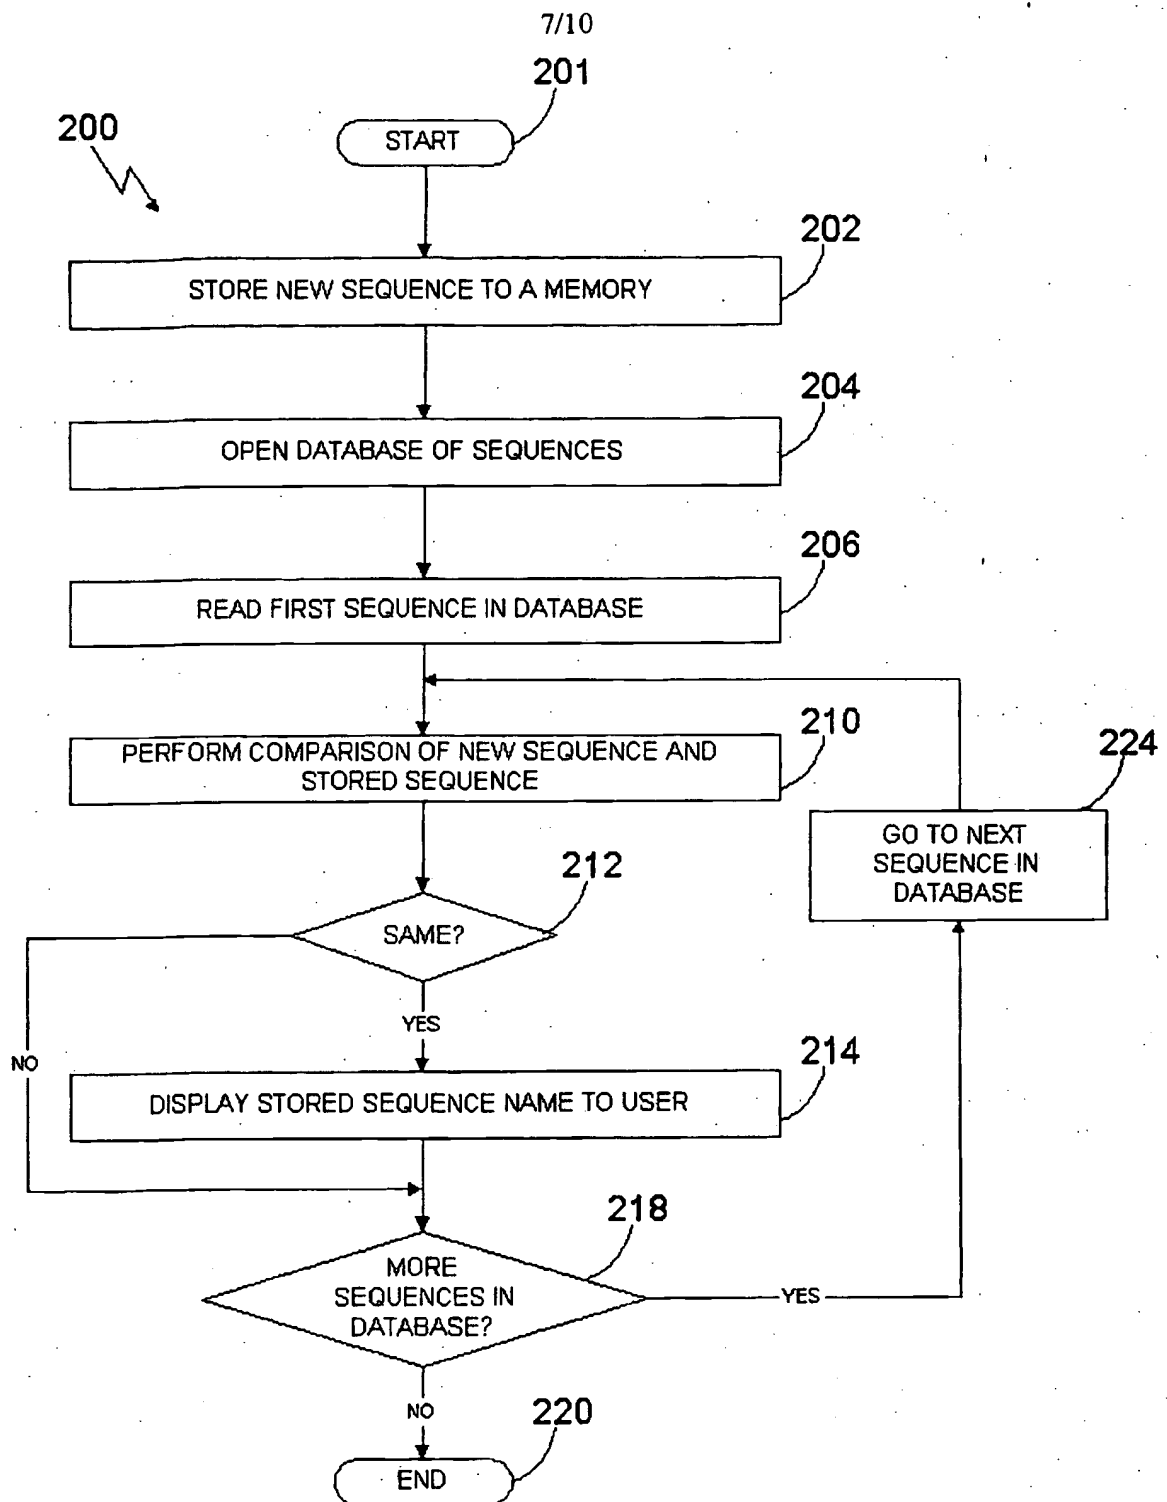 7/10
201
200
START
202
STORE NEW SEQUENCE TO A MEMORY
204
OPEN DATABASE OF SEQUENCES
206
READ FIRST SEQUENCE IN DATABASE
210
PERFORM COMPARISON OF NEW SEQUENCE AND
STORED SEQUENCE
224
GO TO NEXT
SEQUENCE IN
DATABASE
212
SAME?
YES
NO
214
DISPLAY STORED SEQUENCE NAME TO USER
218
MORE
SEQUENCES IN
DATABASE?
YES
NO
220
END